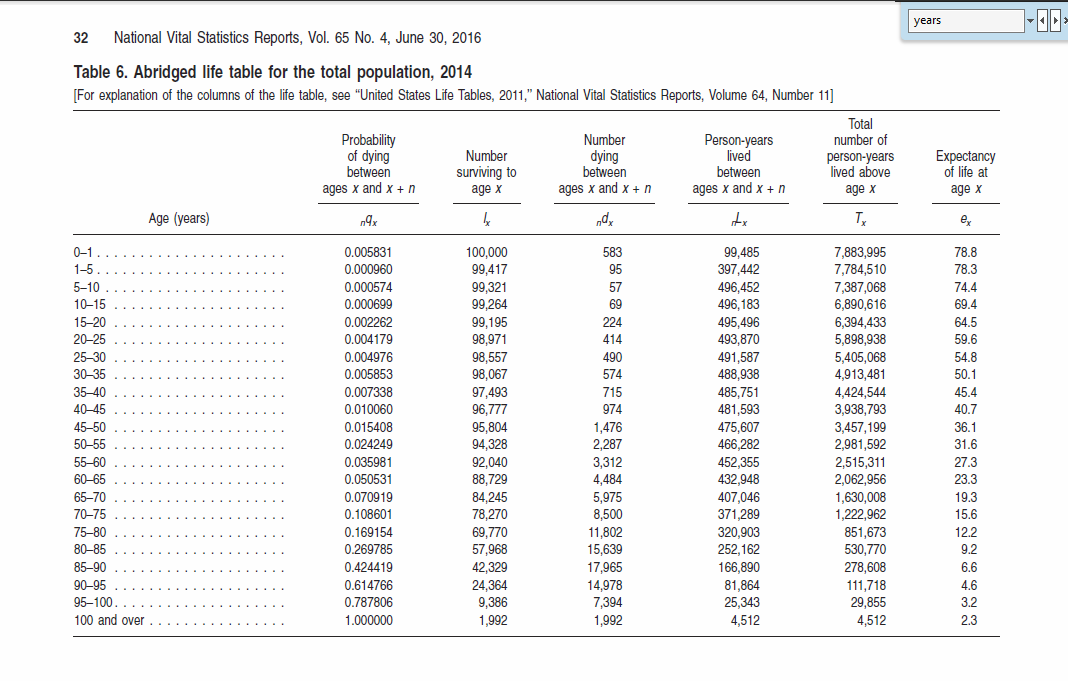 years
32 National Vital Statistics Reports, Vol. 65 No. 4, June 30, 2016
Table 6. Abridged life table for the total population, 2014
[For explanation of the columns of the life table, see “United States Life Tables, 2011,” National Vital Statistics Reports, Volume 64, Number 11]
Probability of dying between ages x and x + n
Number surviving to age x
Number dying between ages x and x + n
Person-years lived between ages x and x + n
Total number of person-years lived above age x
Expectancy of life at age x
Age (years) nqx lx ndx nLx Tx ex
0–1 . . . . . . . . . . . . . . . . . . . . . . 0.005831 100,000 583 99,485 7,883,995 78.8
1–5 . . . . . . . . . . . . . . . . . . . . . . 0.000960 99,417 95 397,442 7,784,510 78.3
5–10 . . . . . . . . . . . . . . . . . . . . . 0.000574 99,321 57 496,452 7,387,068 74.4
10–15 . . . . . . . . . . . . . . . . . . . . 0.000699 99,264 69 496,183 6,890,616 69.4
15–20 . . . . . . . . . . . . . . . . . . . . 0.002262 99,195 224 495,496 6,394,433 64.5
20–25 . . . . . . . . . . . . . . . . . . . . 0.004179 98,971 414 493,870 5,898,938 59.6
25–30 . . . . . . . . . . . . . . . . . . . . 0.004976 98,557 490 491,587 5,405,068 54.8
30–35 . . . . . . . . . . . . . . . . . . . . 0.005853 98,067 574 488,938 4,913,481 50.1
35–40 . . . . . . . . . . . . . . . . . . . . 0.007338 97,493 715 485,751 4,424,544 45.4
40–45 . . . . . . . . . . . . . . . . . . . . 0.010060 96,777 974 481,593 3,938,793 40.7
45–50 . . . . . . . . . . . . . . . . . . . . 0.015408 95,804 1,476 475,607 3,457,199 36.1
50–55 . . . . . . . . . . . . . . . . . . . . 0.024249 94,328 2,287 466,282 2,981,592 31.6
55–60 . . . . . . . . . . . . . . . . . . . . 0.035981 92,040 3,312 452,355 2,515,311 27.3
60–65 . . . . . . . . . . . . . . . . . . . . 0.050531 88,729 4,484 432,948 2,062,956 23.3
65–70 . . . . . . . . . . . . . . . . . . . . 0.070919 84,245 5,975 407,046 1,630,008 19.3
70–75 . . . . . . . . . . . . . . . . . . . . 0.108601 78,270 8,500 371,289 1,222,962 15.6
75–80 . . . . . . . . . . . . . . . . . . . . 0.169154 69,770 11,802 320,903 851,673 12.2
80–85 . . . . . . . . . . . . . . . . . . . . 0.269785 57,968 15,639 252,162 530,770 9.2
85–90 . . . . . . . . . . . . . . . . . . . . 0.424419 42,329 17,965 166,890 278,608 6.6
90–95 . . . . . . . . . . . . . . . . . . . . 0.614766 24,364 14,978 81,864 111,718 4.6
95–100 . . . . . . . . . . . . . . . . . . . . 0.787806 9,386 7,394 25,343 29,855 3.2
100 and over . . . . . . . . . . . . . . . . 1.000000 1,992 1,992 4,512 4,512 2.3